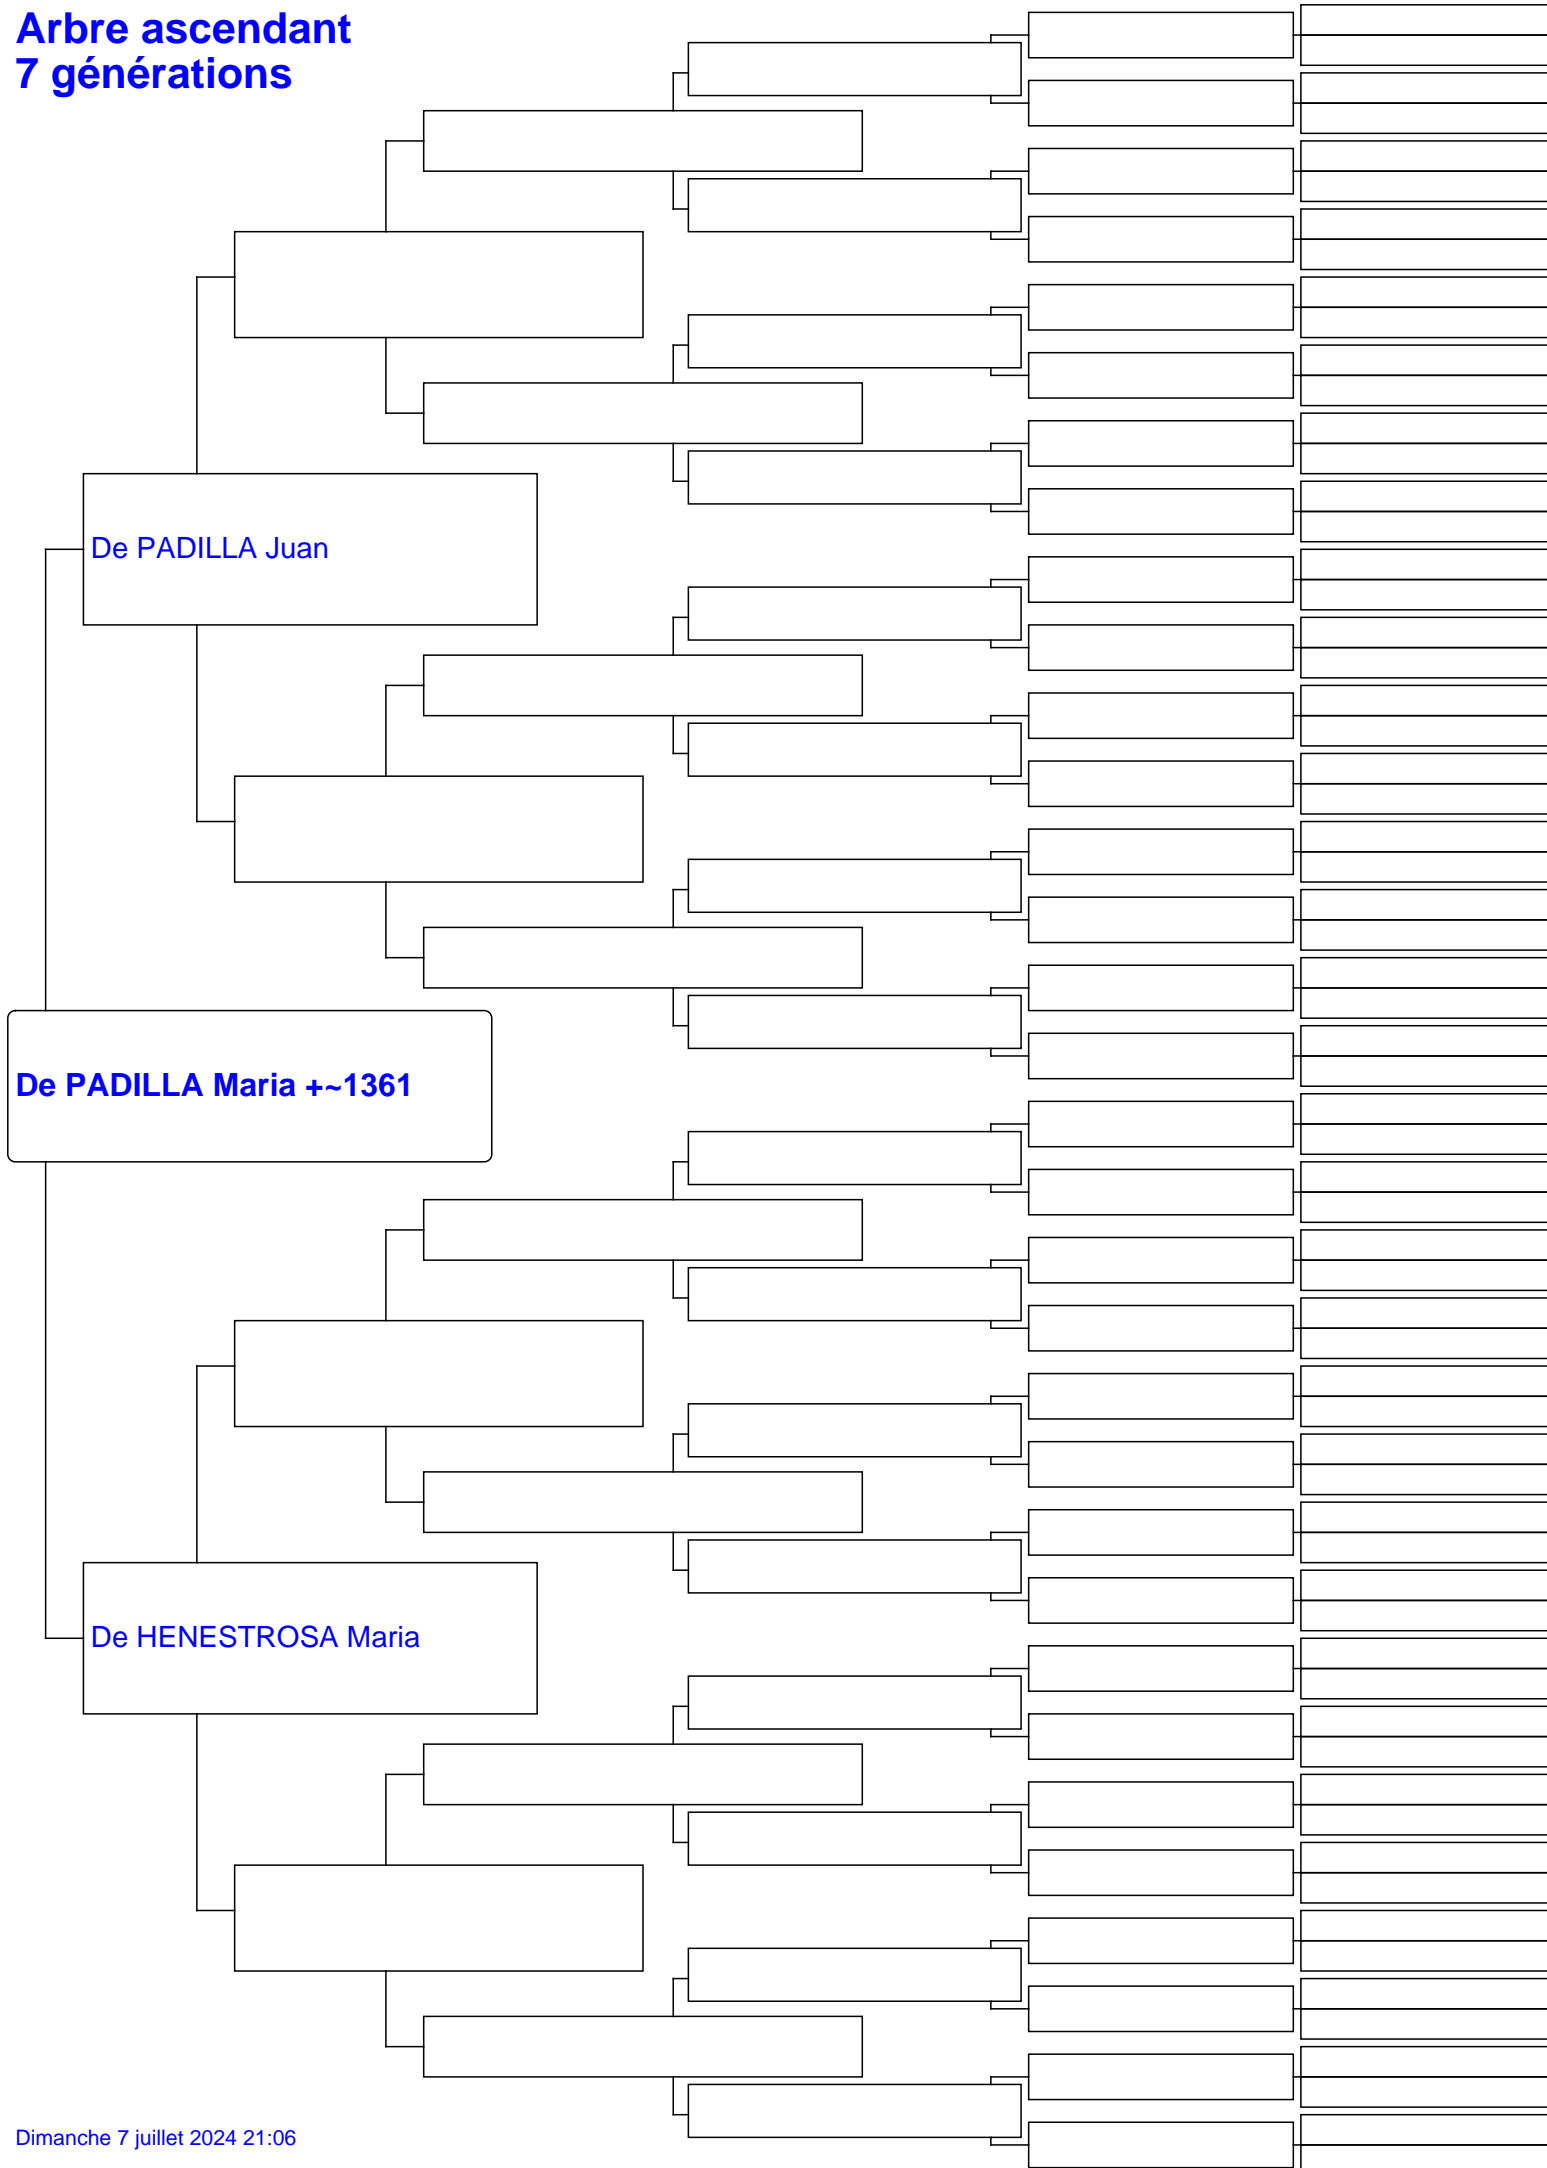 Arbre ascendant
7 générations
De PADILLA Juan
De PADILLA Maria +~1361
De HENESTROSA Maria
Dimanche 7 juillet 2024 21:06